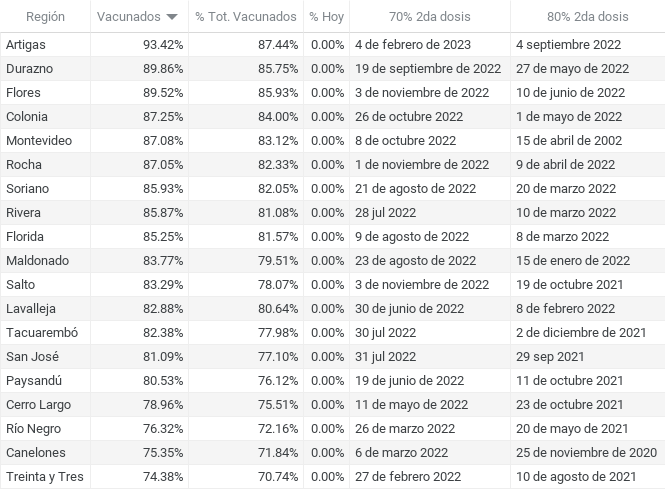 Región Vacunados % Tot. Vacunados % Hoy 70% 2da dosis 80% 2da dosis
Artigas 93.42% 87.44% 0.00% 4 de febrero de 2023 4 septiembre 2022
Durazno 89.86% 85.75% 0.00% 19 de septiembre de 2022 27 de mayo de 2022
Flores 89.52% 85.93% 0.00% 3 de noviembre de 2022 10 de junio de 2022
Colonia 87.25% 84.00% 0.00% 26 de octubre de 2022 1 de mayo de 2022
Montevideo 87.08% 83.12% 0.00% 8 de octubre de 2022 15 de abril de 2002
Rocha 87.05% 82.33% 0.00% 1 de noviembre de 2022 9 de abril de 2022
Soriano 85.93% 82.05% 0.00% 21 de agosto de 2022 20 de marzo 2022
Rivera 85.87% 81.08% 0.00% 28 jul 2022 10 de marzo 2022
Florida 85.25% 81.57% 0.00% 9 de agosto de 2022 8 de marzo 2022
Maldonado 83.77% 79.51% 0.00% 23 de agosto de 2022 15 de enero de 2022
Salto 83.29% 78.07% 0.00% 3 de noviembre de 2022 19 de octubre 2021
Lavalleja 82.88% 80.64% 0.00% 30 de junio de 2022 8 de febrero 2022
Tacuarembó 82.38% 77.98% 0.00% 30 jul 2022 2 de diciembre de 2021
San José 81.09% 77.10% 0.00% 31 jul 2022 29 sep 2021
Paysandú 80.53% 76.12% 0.00% 19 de junio de 2022 11 de octubre 2021
Cerro Largo 78.96% 75.51% 0.00% 11 de mayo de 2022 23 de octubre 2021
Río Negro 76.32% 72.16% 0.00% 26 de marzo 2022 20 de mayo de 2021
Canelones 75.35% 71.84% 0.00% 6 de marzo 2022 25 de noviembre de 2020
Treinta y Tres 74.38% 70.74% 0.00% 27 de febrero 2022 10 de agosto de 2021